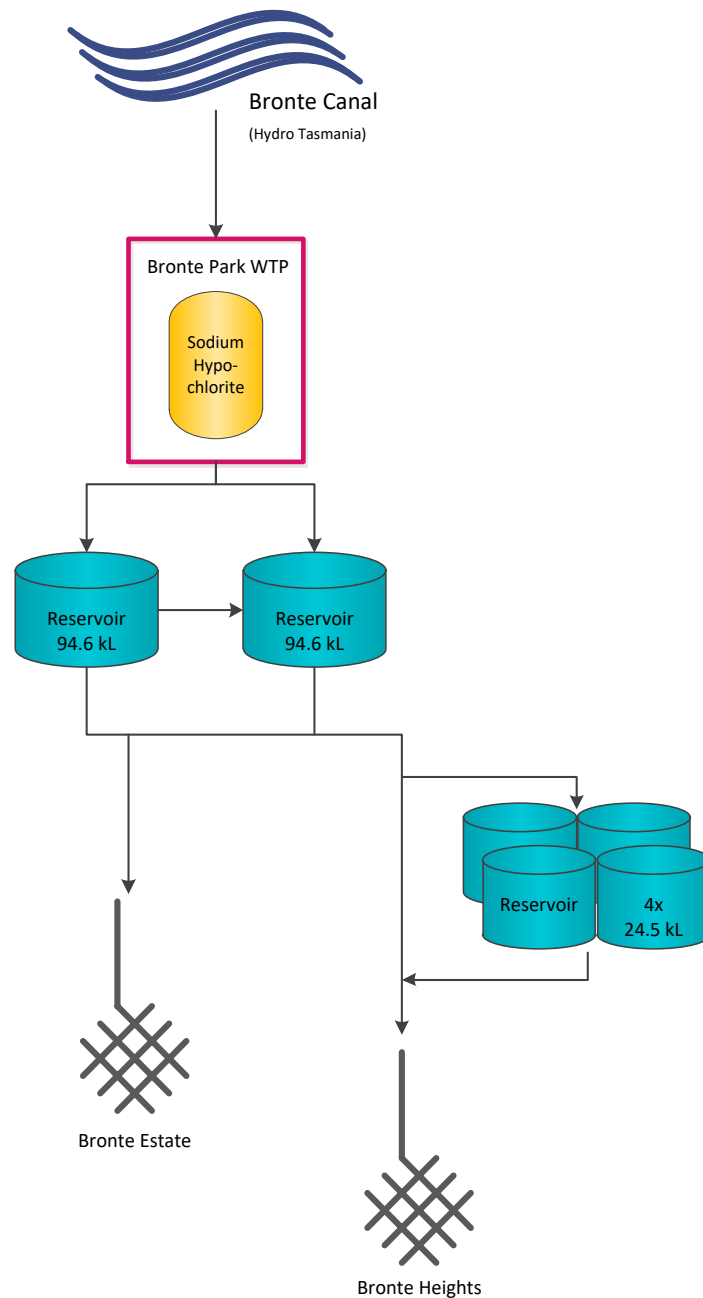 Bronte Canal
(Hydro Tasmania)
Bronte Park WTP
Sodium
Hypo-
chlorite
Reservoir
94.6 kL
Reservoir
94.6 kL
Reservoir
4x
24.5 kL
Bronte Estate
Bronte Heights